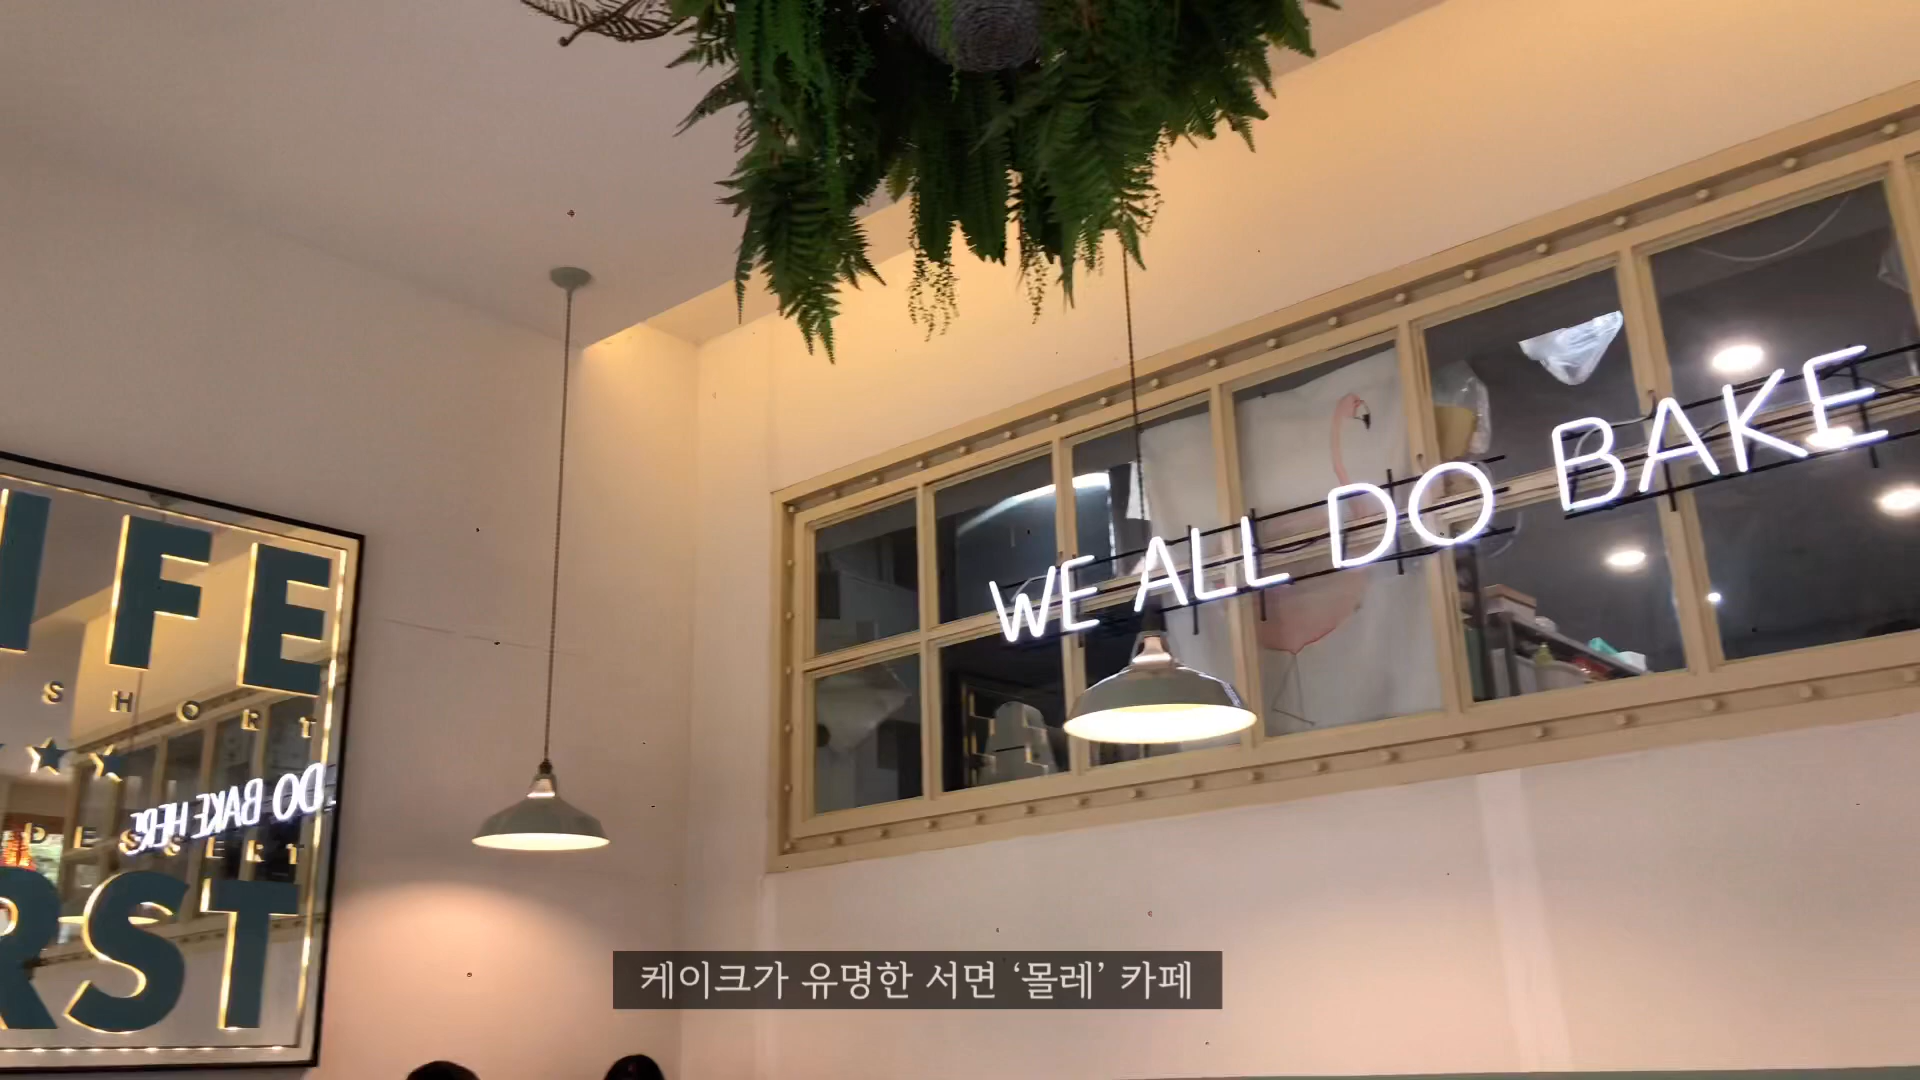 WE ALL DO BAKE
IFE
SHORT
DESSERT
RST
DO BAKE HERE
케이크가 유명한 서면 ‘몰레’ 카페